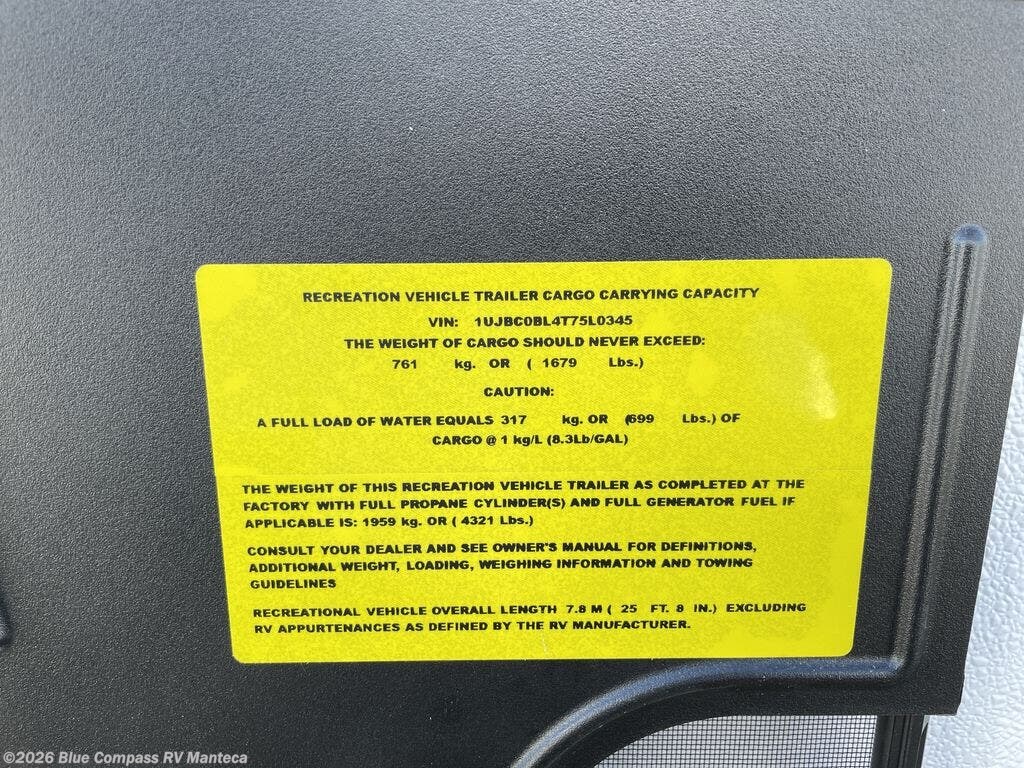 RECREATION VEHICLE TRAILER CARGO CARRYING CAPACITY
VIN: 1UJBC0BL4T75L0345
THE WEIGHT OF CARGO SHOULD NEVER EXCEED:
761 kg. OR ( 1679 Lbs.)
CAUTION:
A FULL LOAD OF WATER EQUALS 317 kg. OR (699 Lbs.) OF
CARGO @ 1 kg/L (8.3Lb/GAL)
THE WEIGHT OF THIS RECREATION VEHICLE TRAILER AS COMPLETED AT THE
FACTORY WITH FULL PROPANE CYLINDER(S) AND FULL GENERATOR FUEL IF
APPLICABLE IS: 1959 kg. OR ( 4321 Lbs.)
CONSULT YOUR DEALER AND SEE OWNER'S MANUAL FOR DEFINITIONS,
ADDITIONAL WEIGHT, LOADING, WEIGHING INFORMATION AND TOWING
GUIDELINES
RECREATIONAL VEHICLE OVERALL LENGTH 7.8 M ( 25 FT. 8 IN.) EXCLUDING
RV APPURTENANCES AS DEFINED BY THE RV MANUFACTURER.
©2026 Blue Compass RV Manteca